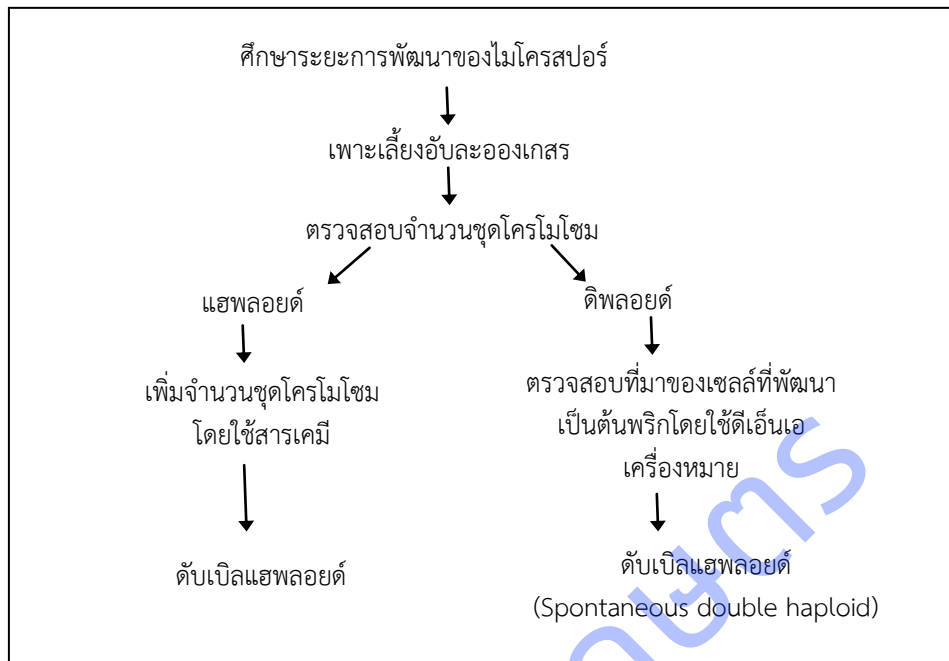 ศึกษาระยะการพัฒนาของไมโครสปอร์
เพาะเลี้ยงอับละอองเกสร
ตรวจสอบจำนวนชุดโครโมโซม
แฮพลอยด์
ดิพลอยด์
เพิ่มจำนวนชุดโครโมโซม
โดยใช้สารเคมี
ตรวจสอบที่มาของเซลล์ที่พัฒนา
เป็นต้นพริกโดยใช้ดีเอ็นเอ
เครื่องหมาย
ดับเบิลแฮพลอยด์
ดับเบิลแฮพลอยด์
(Spontaneous double haploid)